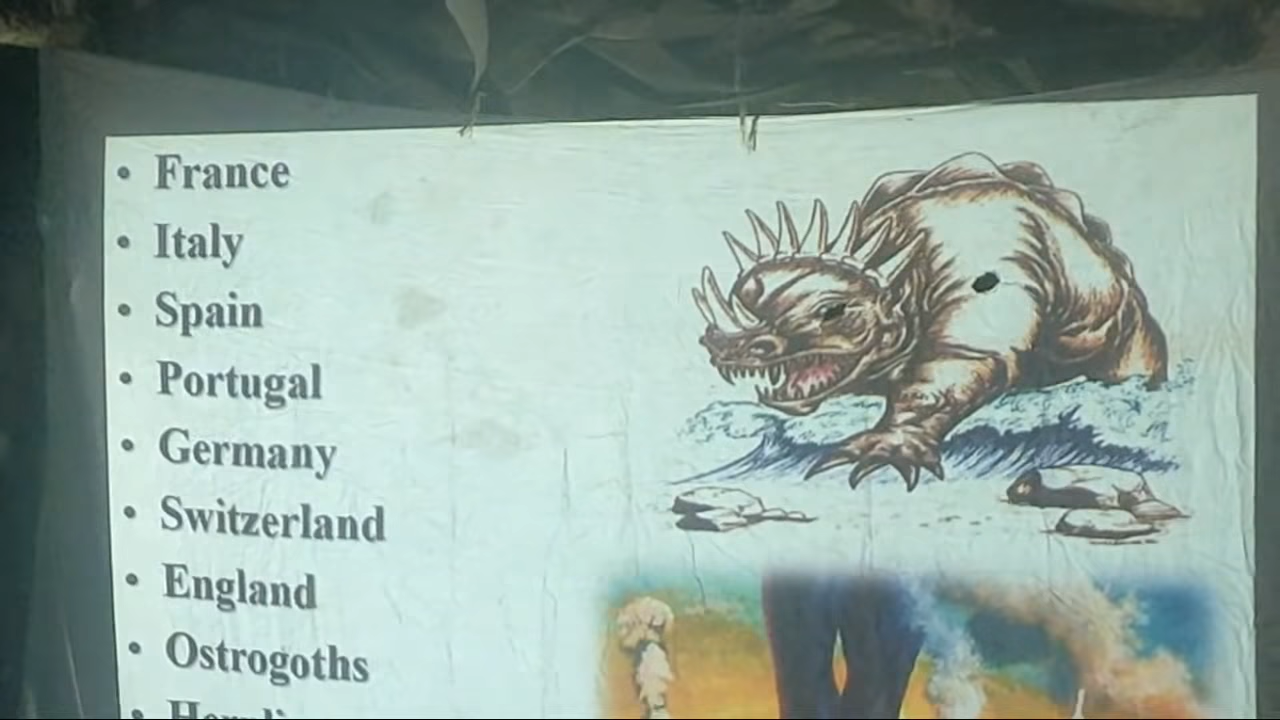 • France
• Italy
• Spain
• Portugal
• Germany
• Switzerland
• England
• Ostrogoths